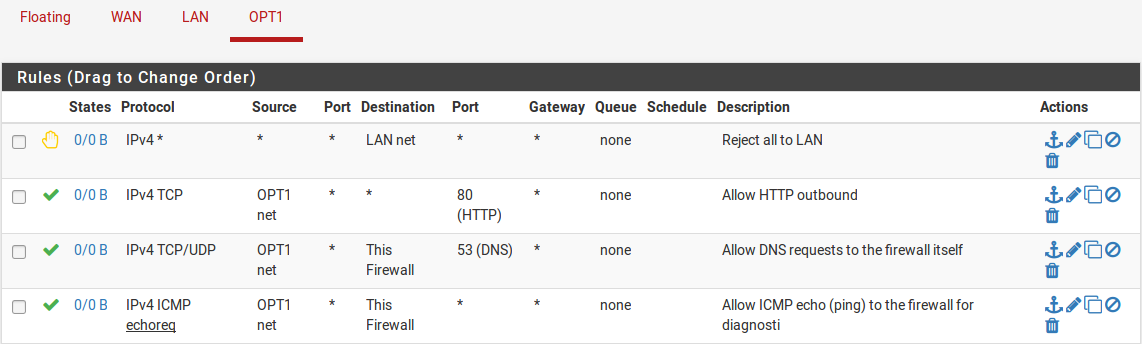 Floating WAN LAN OPT1
Rules (Drag to Change Order)
States Protocol Source Port Destination Port Gateway Queue Schedule Description Actions
0/0 B IPv4 * * * LAN net * * none Reject all to LAN
0/0 B IPv4 TCP OPT1 * * 80 * none Allow HTTP outbound
net (HTTP)
0/0 B IPv4 TCP/UDP OPT1 * This 53 (DNS) * none Allow DNS requests to the firewall itself
net Firewall
0/0 B IPv4 ICMP OPT1 * This * * none Allow ICMP echo (ping) to the firewall for
echoreq net Firewall diagnosti